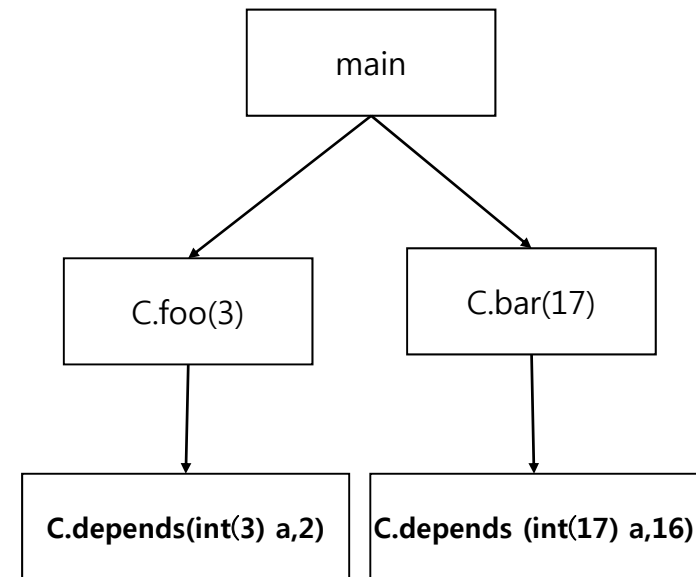 main
C.foo(3)
C.bar(17)
C.depends(int(3) a,2)
C.depends (int(17) a,16)